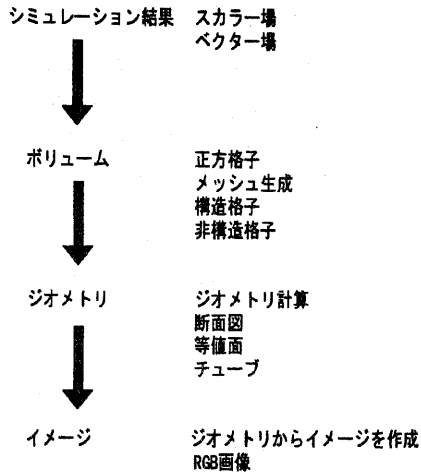 シミュレーション結果 スカラー場
ベクター場
ボリューム 正方格子
メッシュ生成
構造格子
非構造格子
ジオメトリ ジオメトリ計算
断面図
等値面
チューブ
イメージ ジオメトリからイメージを作成
RGB画像